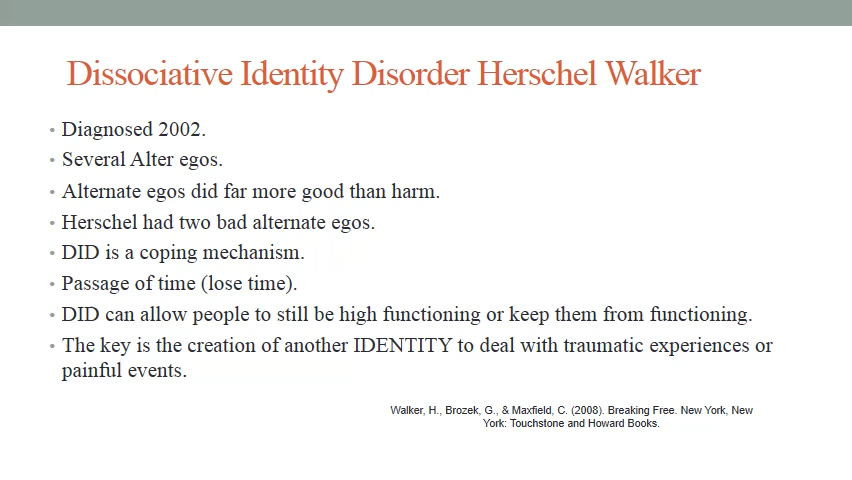 Dissociative Identity Disorder Herschel Walker
• Diagnosed 2002.
• Several Alter egos.
• Alternate egos did far more good than harm.
• Herschel had two bad alternate egos.
• DID is a coping mechanism.
• Passage of time (lose time).
• DID can allow people to still be high functioning or keep them from functioning.
• The key is the creation of another IDENTITY to deal with traumatic experiences or
painful events.
Walker, H., Brozek, G., & Maxfield, C. (2008). Breaking Free. New York, New
York: Touchstone and Howard Books.